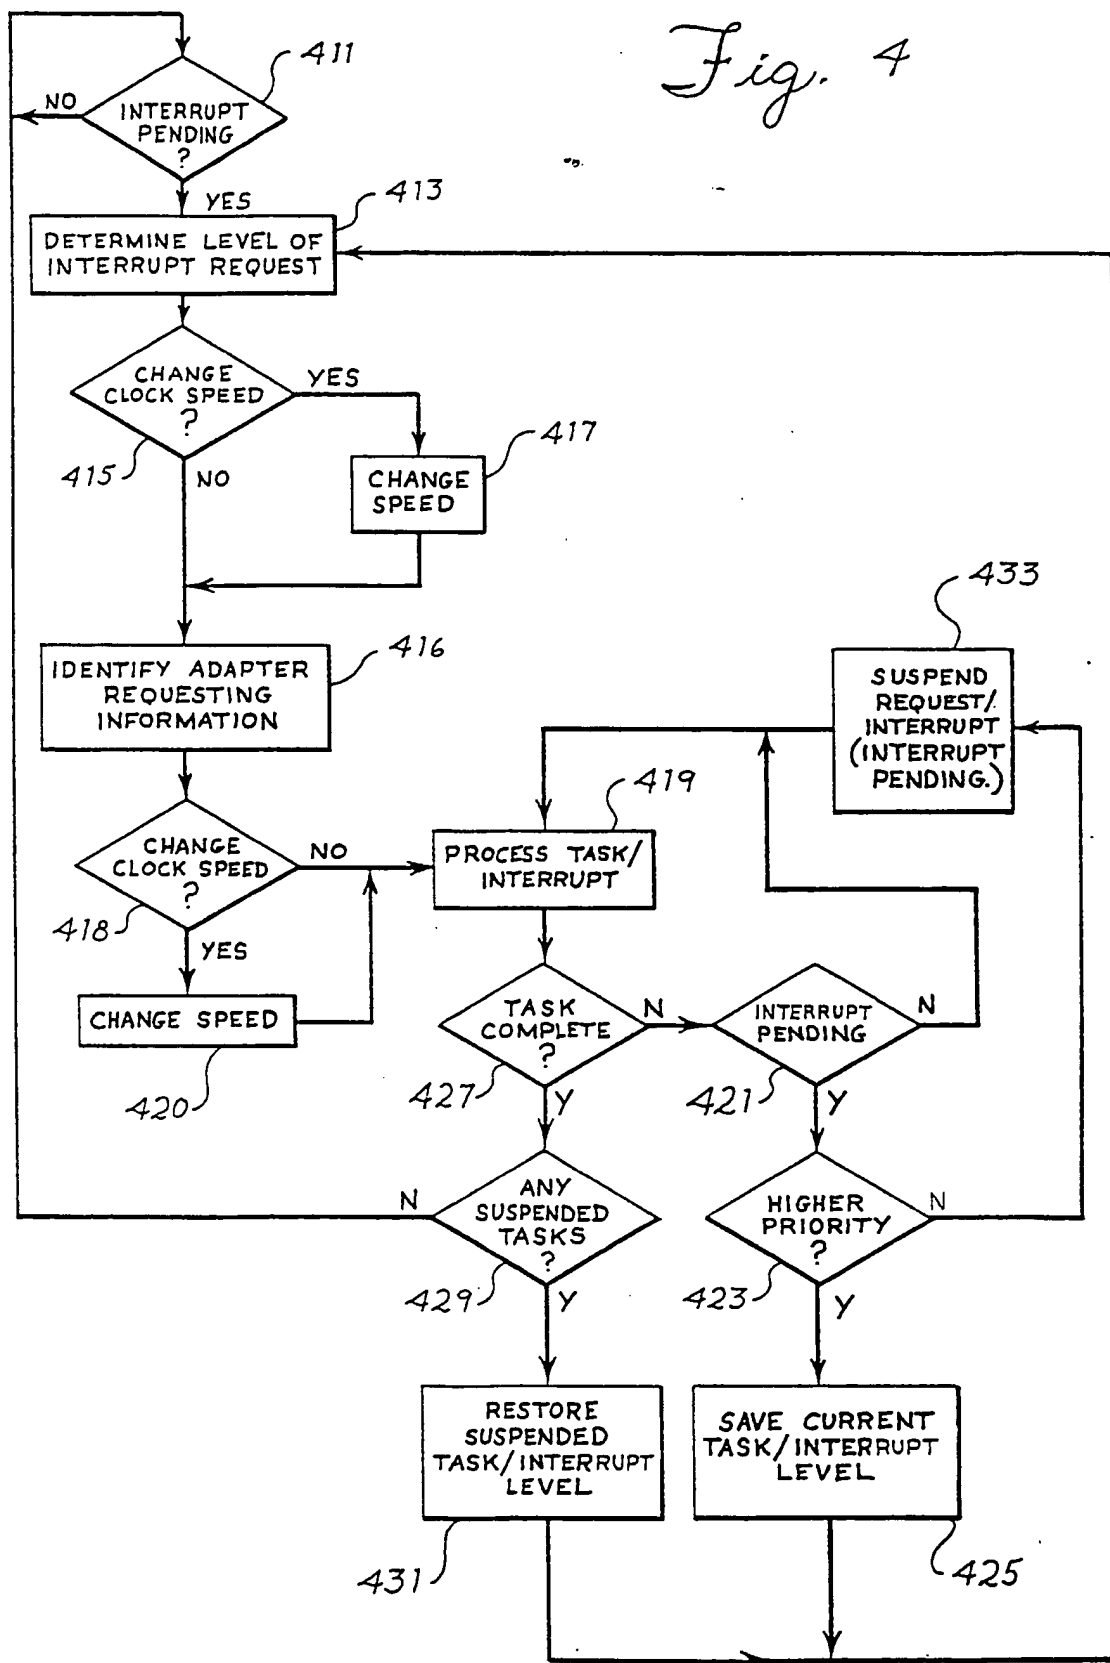 Fig. 4
411
NO
INTERRUPT
PENDING
?
YES
413
DETERMINE LEVEL OF
INTERRUPT REQUEST
CHANGE
CLOCK SPEED
?
YES
415
NO
417
CHANGE
SPEED
416
IDENTIFY ADAPTER
REQUESTING
INFORMATION
433
SUSPEND
REQUEST/
INTERRUPT
(INTERRUPT
PENDING.)
CHANGE
CLOCK SPEED
?
NO
418
YES
CHANGE SPEED
420
419
PROCESS TASK/
INTERRUPT
TASK
COMPLETE
?
N
427
Y
INTERRUPT
PENDING
N
421
Y
ANY
SUSPENDED
TASKS
?
N
429
Y
HIGHER
PRIORITY
?
N
423
Y
RESTORE
SUSPENDED
TASK/INTERRUPT
LEVEL
431
SAVE CURRENT
TASK/INTERRUPT
LEVEL
425